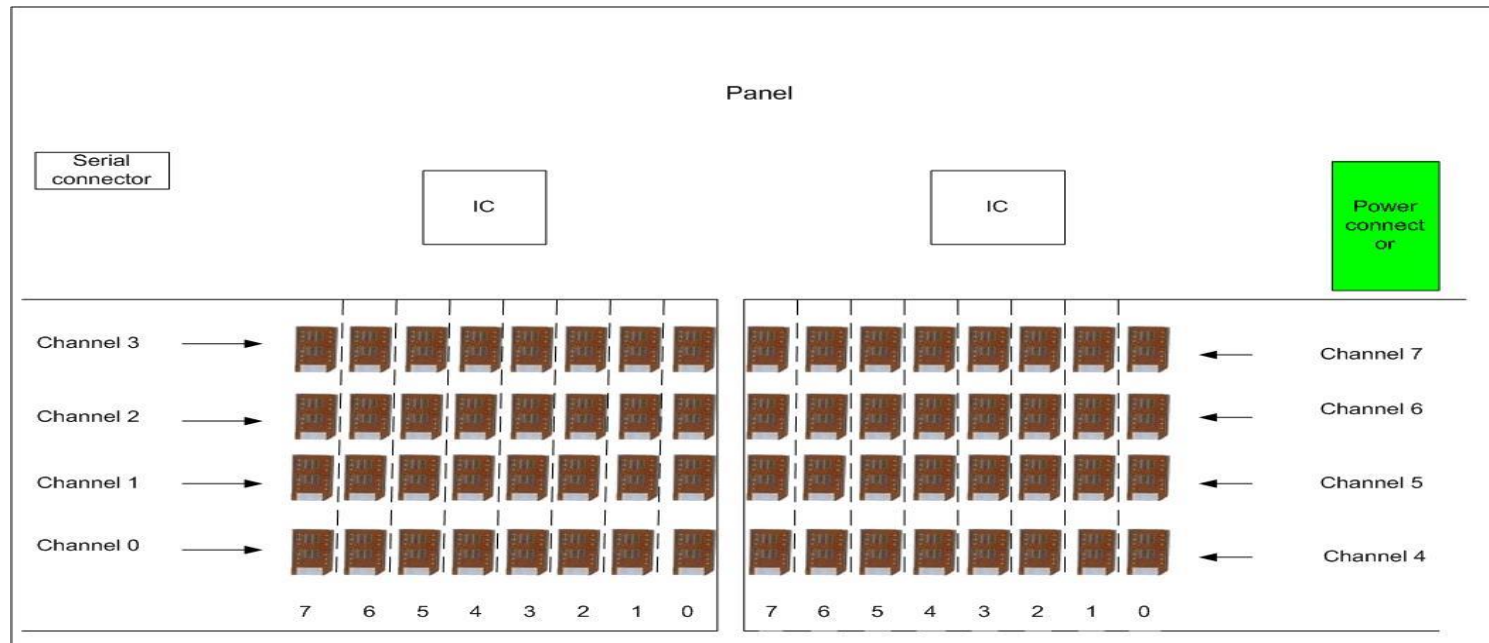 Panel
Serial
connector
IC
IC
Power
connect
or
Channel 3
Channel 7
Channel 2
Channel 6
Channel 1
Channel 5
Channel 0
Channel 4
7 6 5 4 3 2 1 0
7 6 5 4 3 2 1 0